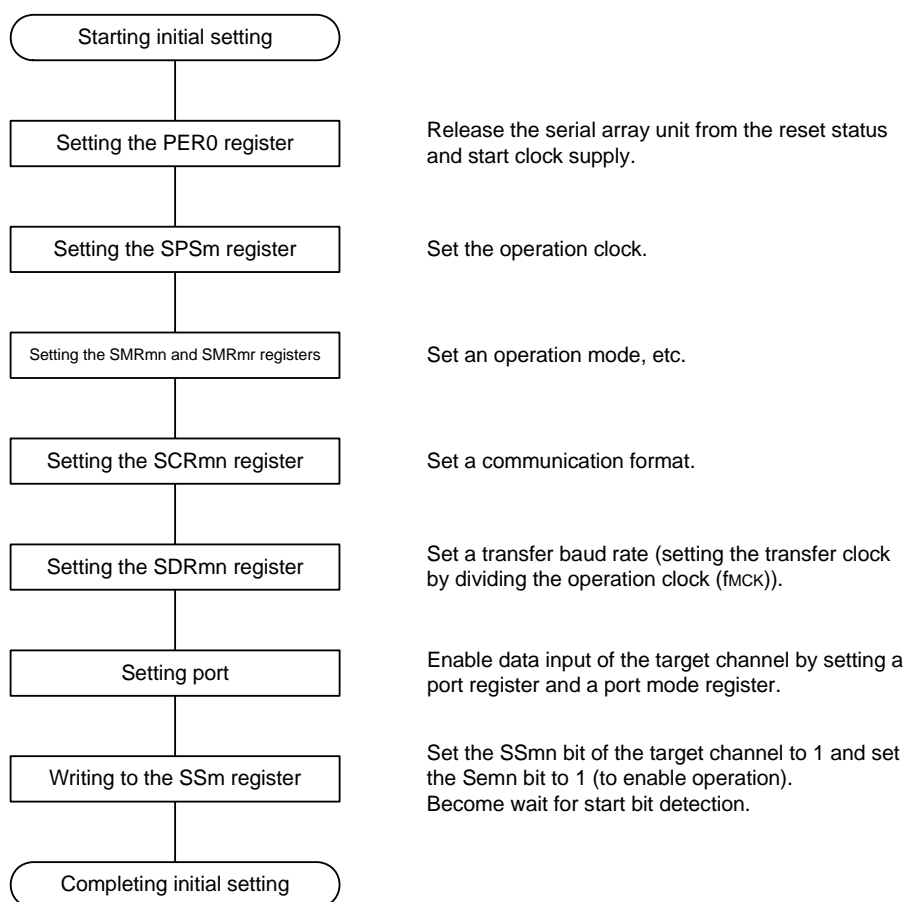 Starting initial setting
Setting the PER0 register
Release the serial array unit from the reset status
and start clock supply.
Setting the SPSm register
Set the operation clock.
Setting the SMRmn and SMRmr registers
Set an operation mode, etc.
Setting the SCRmn register
Set a communication format.
Setting the SDRmn register
Set a transfer baud rate (setting the transfer clock
by dividing the operation clock (fMCK)).
Setting port
Enable data input of the target channel by setting a
port register and a port mode register.
Writing to the SSm register
Set the SSmn bit of the target channel to 1 and set
the Semn bit to 1 (to enable operation).
Become wait for start bit detection.
Completing initial setting